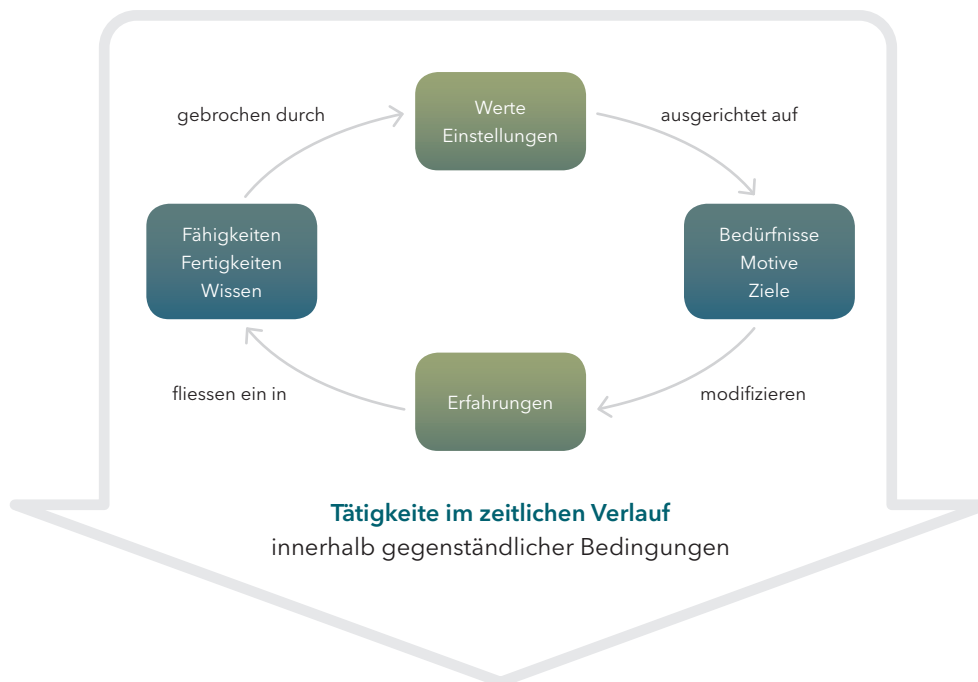 Werte
Einstellungen
gebrochen durch
ausgerichtet auf
Fähigkeiten
Fertigkeiten
Wissen
Bedürfnisse
Motive
Ziele
fliessen ein in
Erfahrungen
modifizieren
Tätigkeite im zeitlichen Verlauf
innerhalb gegenständlicher Bedingungen